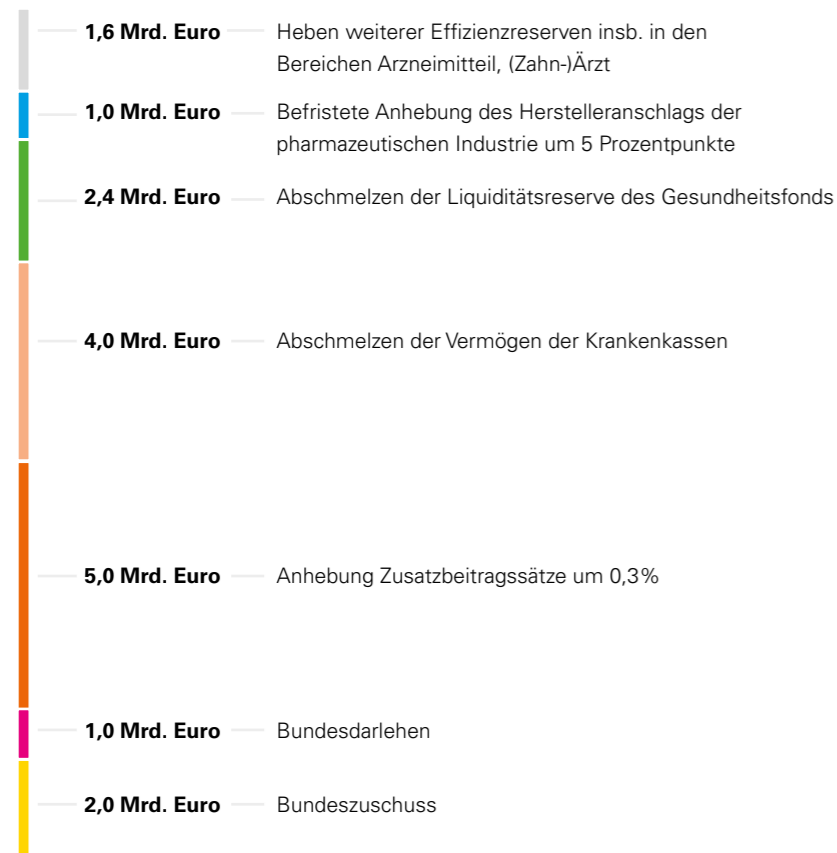 1,6 Mrd. Euro Heben weiterer Effizienzreserven insb. in den
Bereichen Arzneimitteil, (Zahn-)Ärzt
1,0 Mrd. Euro Befristete Anhebung des Herstelleranschlags der
pharmazeutischen Industrie um 5 Prozentpunkte
2,4 Mrd. Euro Abschmelzen der Liquiditätsreserve des Gesundheitsfonds
4,0 Mrd. Euro Abschmelzen der Vermögen der Krankenkassen
5,0 Mrd. Euro Anhebung Zusatzbeitragssätze um 0,3%
1,0 Mrd. Euro Bundesdarlehen
2,0 Mrd. Euro Bundeszuschuss